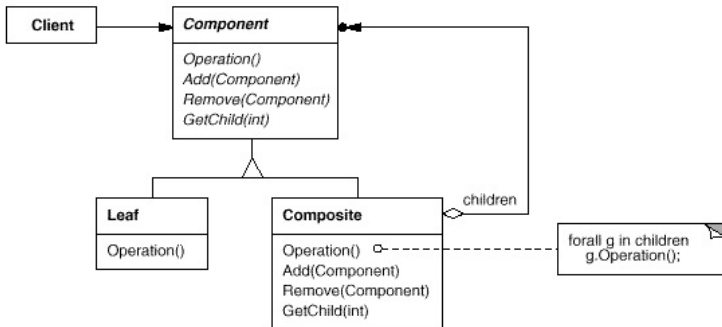 Client
Component
Operation()
Add(Component)
Remove(Component)
GetChild(int)
children
Leaf
Operation()
Composite
Operation()
Add(Component)
Remove(Component)
GetChild(int)
forall g in children
g.Operation();